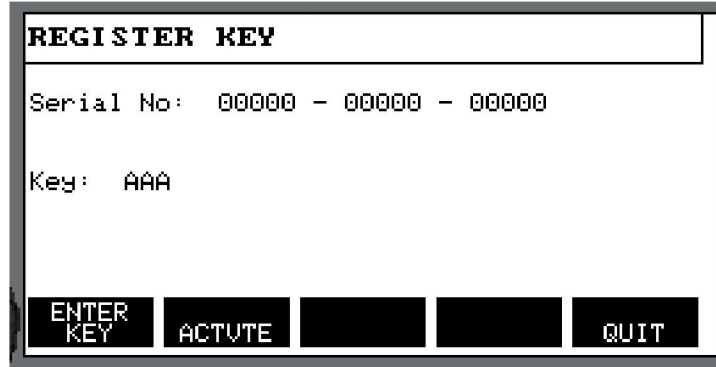 REGISTER KEY
Serial No: 00000 - 00000 - 00000
Key: AAA
ENTER
KEY
ACTVTE
QUIT